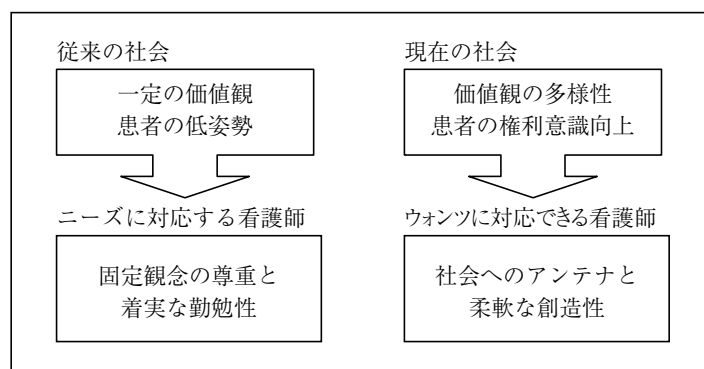 従来の社会
一定の価値観
患者の低姿勢
ニーズに対応する看護師
固定観念の尊重と
着実な勤勉性
現在の社会
価値観の多様性
患者の権利意識向上
ウォンツに対応できる看護師
社会へのアンテナと
柔軟な創造性